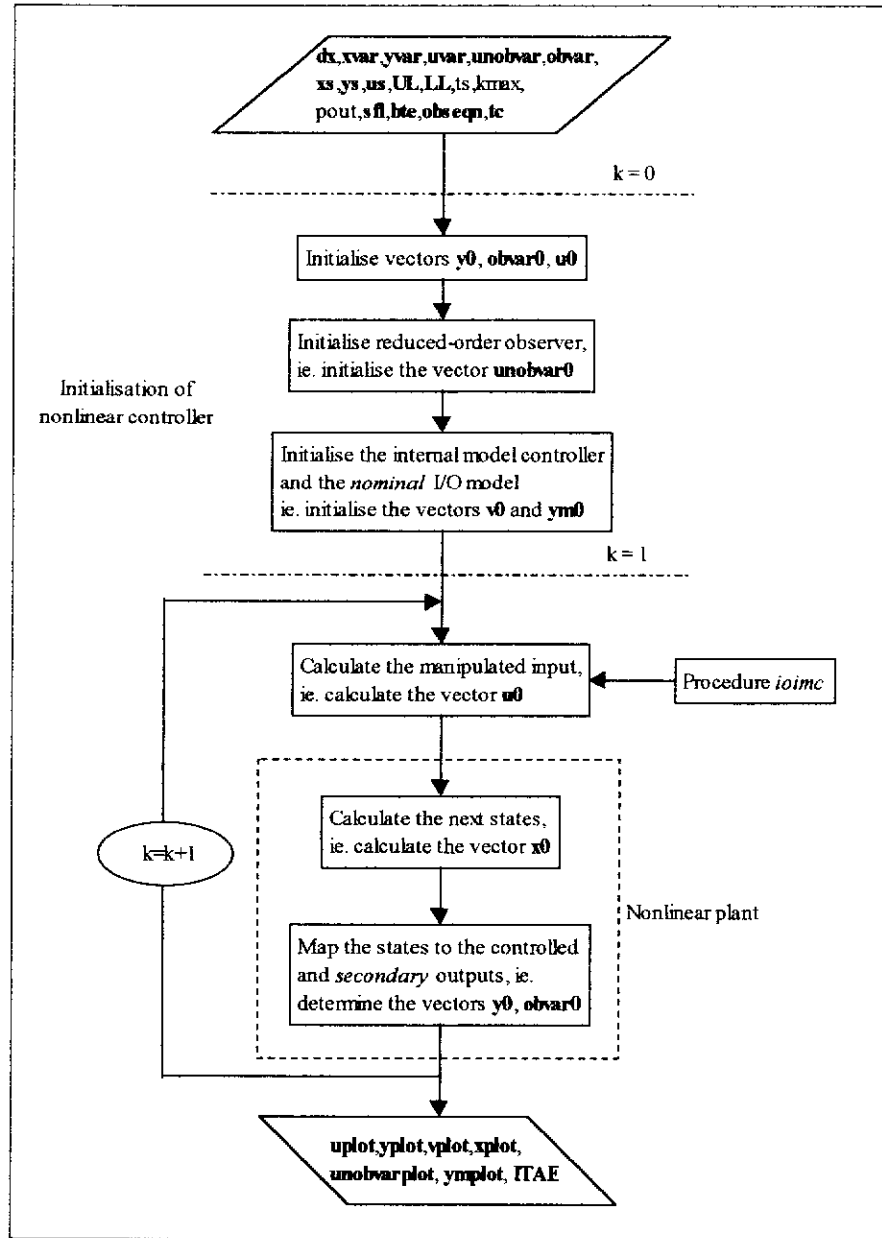 dx,xvar,yvar,uvar,unobvar,obvar,
xs,ys,us,UL,LL,ts,kmax,
pout,sfl,bte,obseqn,tc
k = 0
Initialise vectors y0, obvar0, u0
Initialise reduced-order observer,
ie. initialise the vector unobvar0
Initialisation of
nonlinear controller
Initialise the internal model controller
and the nominal I/O model
ie. initialise the vectors v0 and ym0
k = 1
Calculate the manipulated input,
ie. calculate the vector u0
Procedure ioimc
Calculate the next states,
ie. calculate the vector x0
k=k+1
Nonlinear plant
Map the states to the controlled
and secondary outputs, ie.
determine the vectors y0, obvar0
uplot,yplot,vplot,xplot,
unobvarplot, ymplot, ITAE